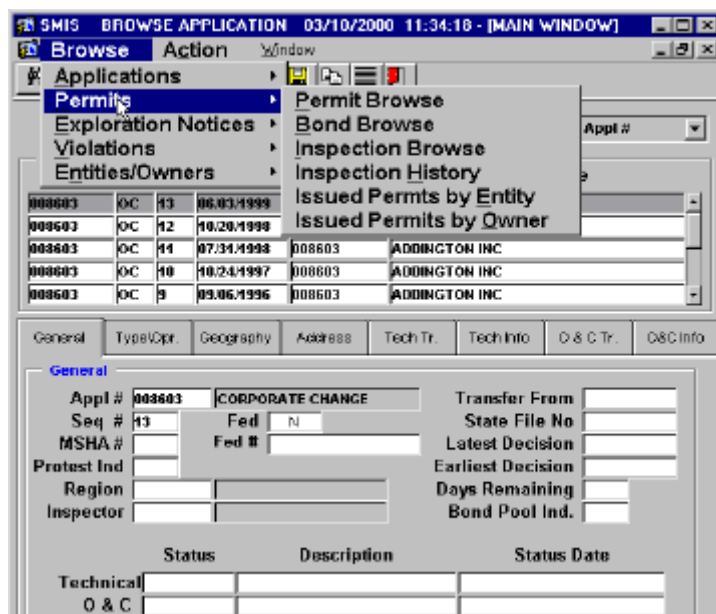 SMIS BROWSE APPLICATION 03/10/2000 11:34:18 - [MAIN WINDOW]
Browse Action Window
Applications
Permits
Exploration Notices
Violations
Entities/Owners
Permit Browse
Bond Browse
Inspection Browse
Inspection History
Issued Permts by Entity
Issued Permits by Owner
Appl #
008603 OC 13 06/03/1999
008603 OC 12 10/20/1998
008603 OC 11 07/31/1998 008603 ADDINGTON INC
008603 OC 10 10/24/1997 008603 ADDINGTON INC
008603 OC 9 09/06/1996 008603 ADDINGTON INC
General Type\Opr. Geography Address Tech Tr. Tech Info O & C Tr. O&C Info
General
Appl # 008603 CORPORATE CHANGE Transfer From
Seq # 13 Fed N State File No
MSHA # Fed # Latest Decision
Protest Ind Earliest Decision
Region Days Remaining
Inspector Bond Pool Ind.
Status Description Status Date
Technical
O & C